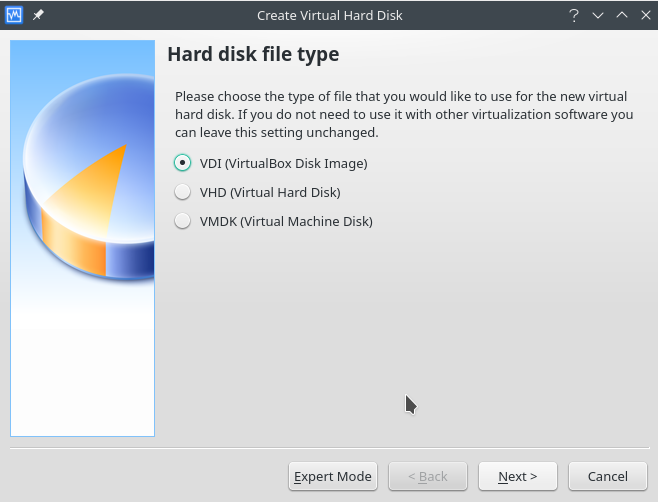 Create Virtual Hard Disk
Hard disk file type
Please choose the type of file that you would like to use for the new virtual
hard disk. If you do not need to use it with other virtualization software you
can leave this setting unchanged.
VDI (VirtualBox Disk Image)
VHD (Virtual Hard Disk)
VMDK (Virtual Machine Disk)
Expert Mode
< Back
Next >
Cancel